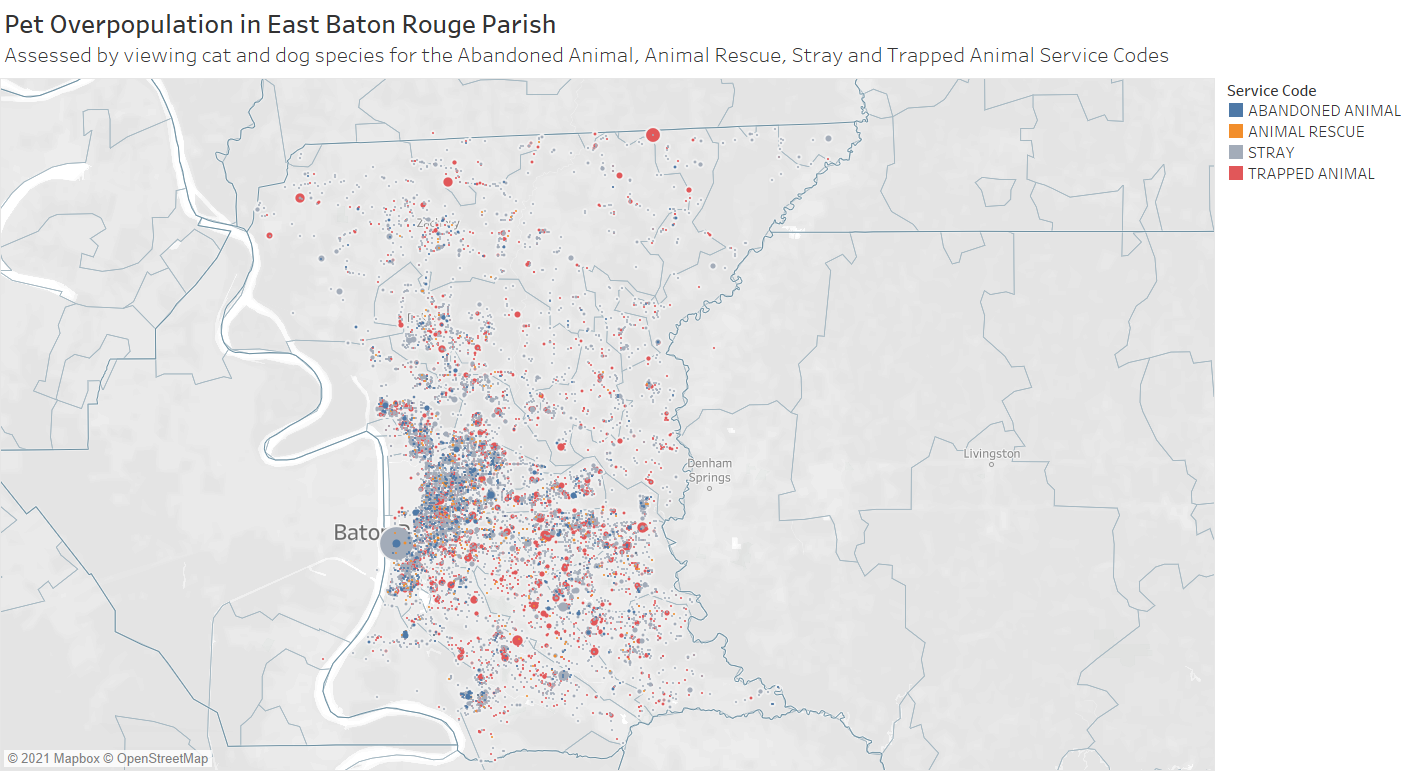 Pet Overpopulation in East Baton Rouge Parish
Assessed by viewing cat and dog species for the Abandoned Animal, Animal Rescue, Stray and Trapped Animal Service Codes
Service Code
ABANDONED ANIMAL
ANIMAL RESCUE
STRAY
TRAPPED ANIMAL
Livingston
Denham
Springs
Baton
© 2021 Mapbox © OpenStreetMap